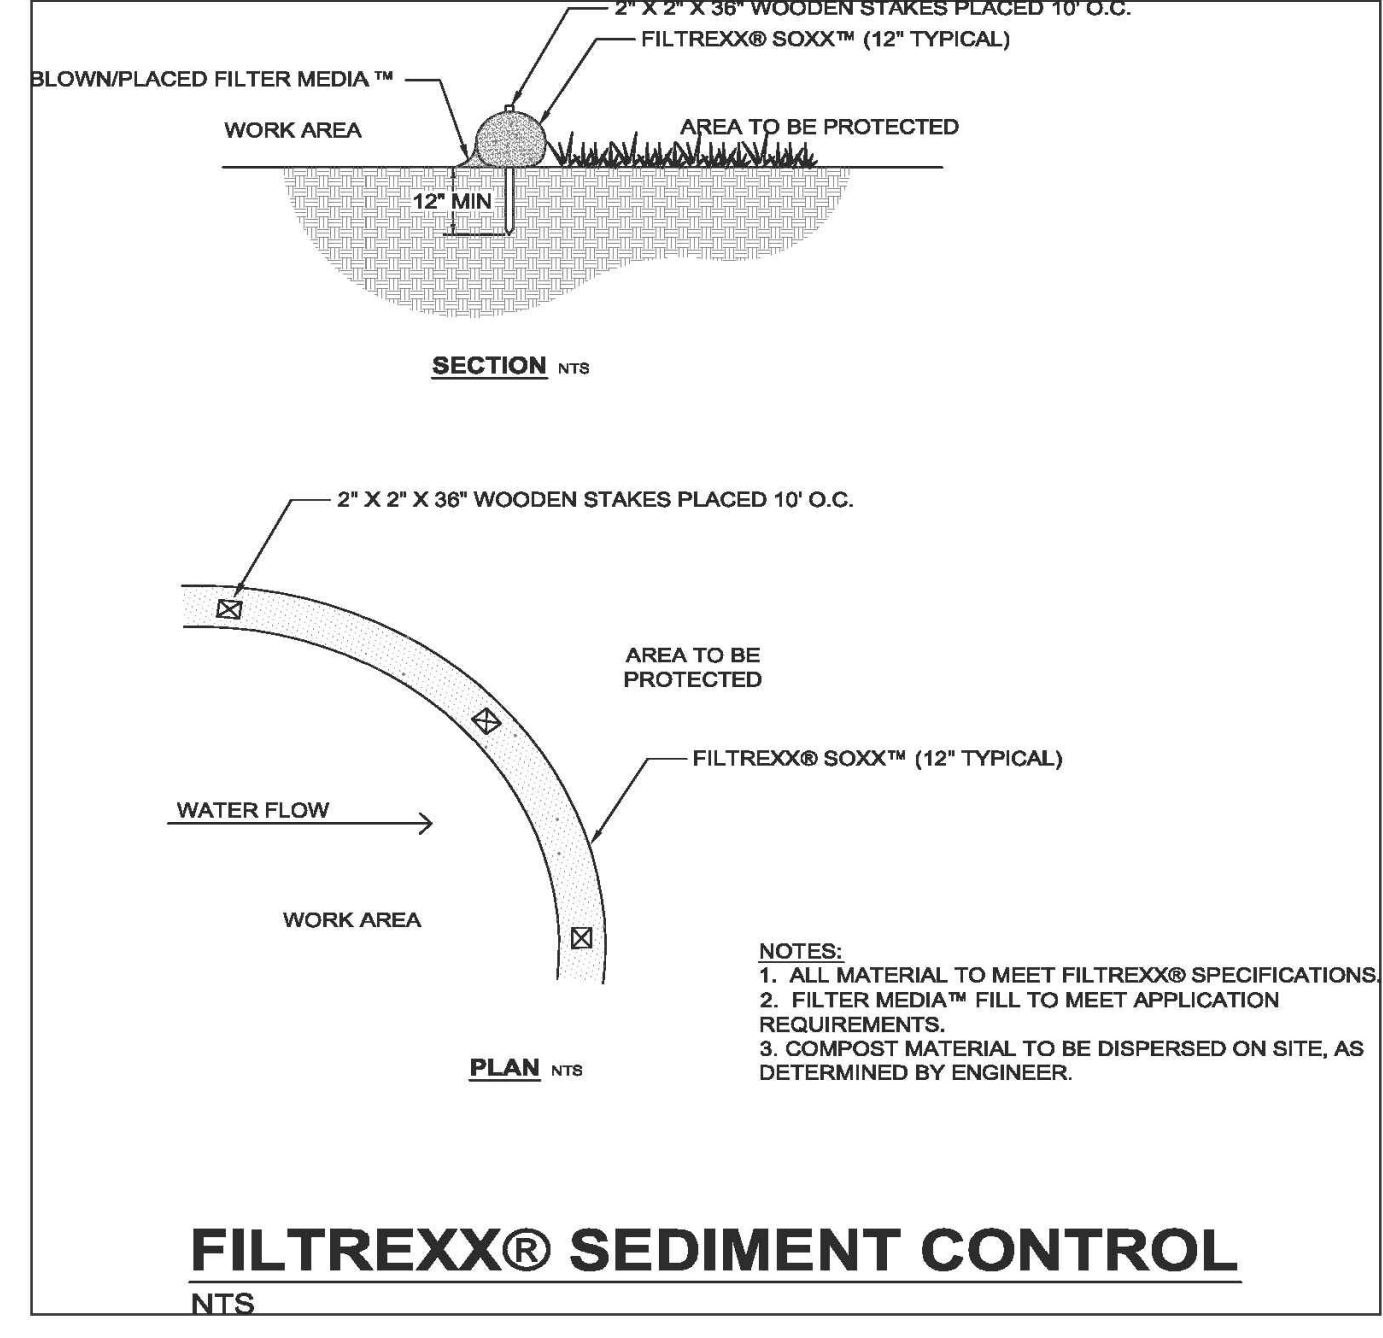 2" X 2" X 36" WOODEN STAKES PLACED 10' O.C.
FILTREXX® SOXX™ (12" TYPICAL)
BLOWN/PLACED FILTER MEDIA ™
WORK AREA
AREA TO BE PROTECTED
12" MIN
SECTION NTS
2" X 2" X 36" WOODEN STAKES PLACED 10' O.C.
AREA TO BE
PROTECTED
FILTREXX® SOXX™ (12" TYPICAL)
WATER FLOW
WORK AREA
NOTES:
1. ALL MATERIAL TO MEET FILTREXX® SPECIFICATIONS.
2. FILTER MEDIA™ FILL TO MEET APPLICATION
REQUIREMENTS.
3. COMPOST MATERIAL TO BE DISPERSED ON SITE, AS
DETERMINED BY ENGINEER.
PLAN NTS
FILTREXX® SEDIMENT CONTROL
NTS